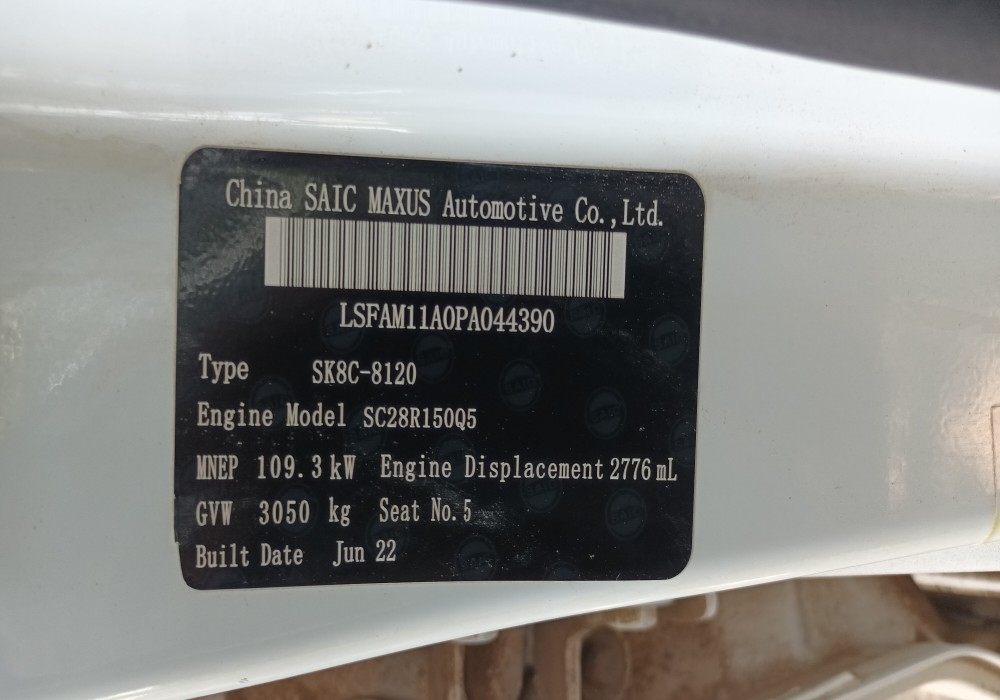 China SAIC MAXUS Automotive Co.,Ltd.
LSFAM11A0PA044390
Type SK8C-8120
Engine Model SC28R150Q5
MNEP 109.3 kW Engine Displacement 2776 mL
GVW 3050 kg Seat No. 5
Built Date Jun 22